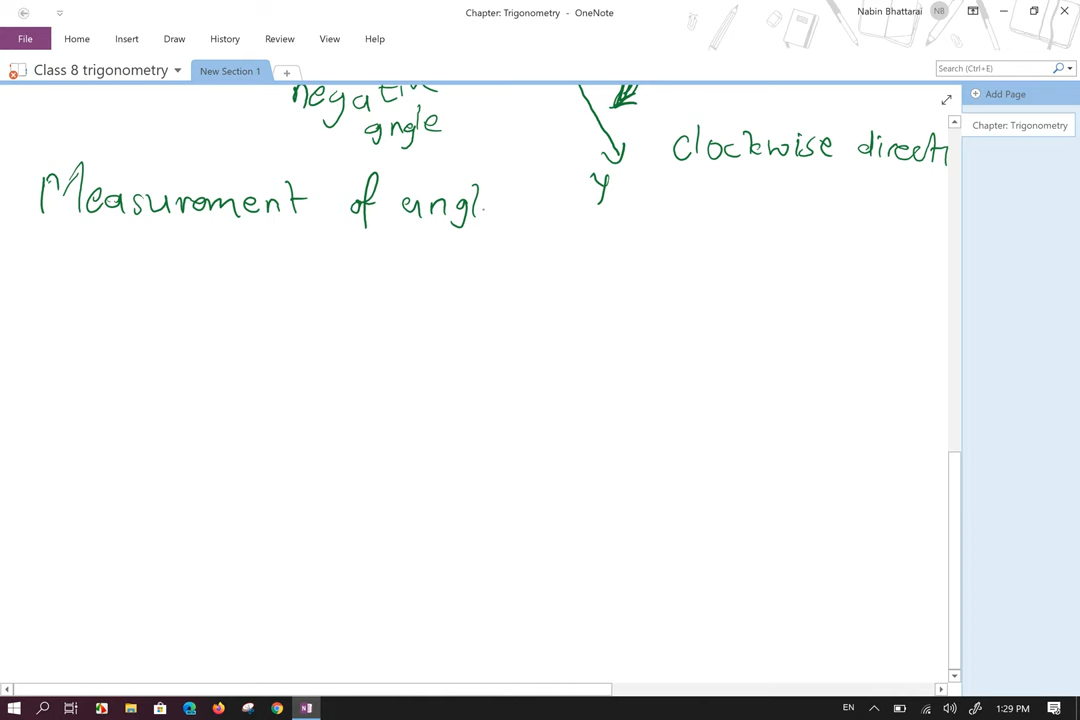 Chapter: Trigonometry - OneNote
Nabin Bhattarai
NB
File Home Insert Draw History Review View Help
Class 8 trigonometry
New Section 1
Search (Ctrl+E)
Add Page
Chapter: Trigonometry
negative
angle
clockwise directi
y
Measurement of angl
EN
1:29 PM